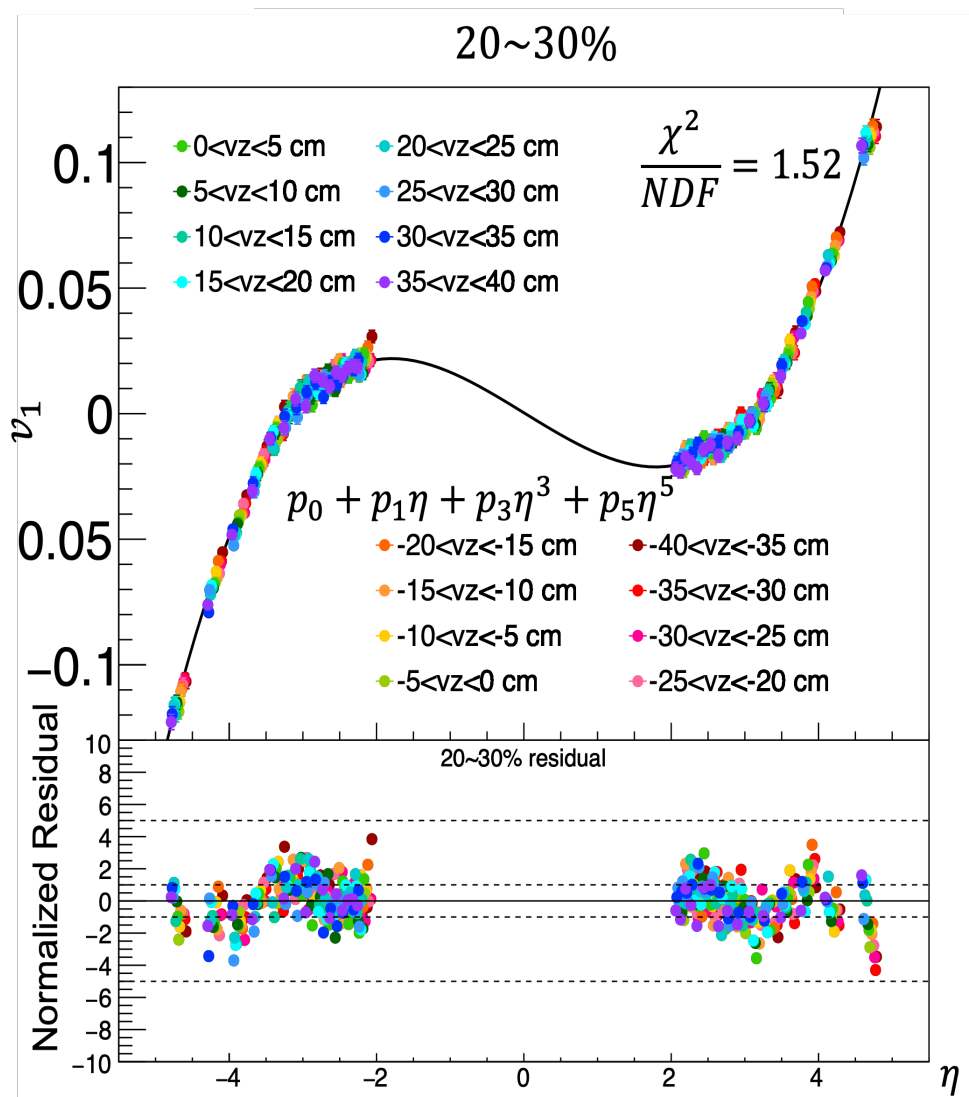 20~30%
0<vz<5 cm
5<vz<10 cm
10<vz<15 cm
15<vz<20 cm
20<vz<25 cm
25<vz<30 cm
30<vz<35 cm
35<vz<40 cm
χ²/NDF = 1.52
0.1
0.05
0
0.05
−0.1
v₁
p₀ + p₁η + p₃η³ + p₅η⁵
-20<vz<-15 cm
-15<vz<-10 cm
-10<vz<-5 cm
-5<vz<0 cm
-40<vz<-35 cm
-35<vz<-30 cm
-30<vz<-25 cm
-25<vz<-20 cm
20~30% residual
Normalized Residual
10
8
6
4
2
0
−2
−4
−6
−8
−10
−4
−2
0
2
4
η